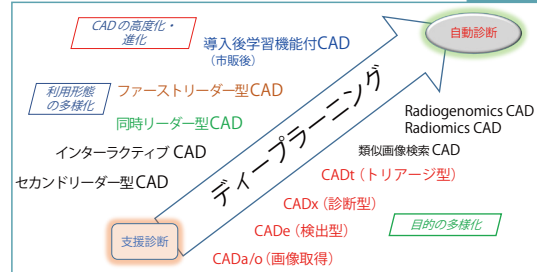 CADの高度化・
進化
導入後学習機能付CAD
（市販後）
自動診断
利用形態
の多様化
ファーストリーダー型CAD
同時リーダー型CAD
インターラクティブ CAD
セカンドリーダー型CAD
ディープラーニング
Radiogenomics CAD
Radiomics CAD
類似画像検索CAD
CADt（トリアージ型）
CADx（診断型）
CADe（検出型）
CADa/o（画像取得）
目的の多様化
支援診断